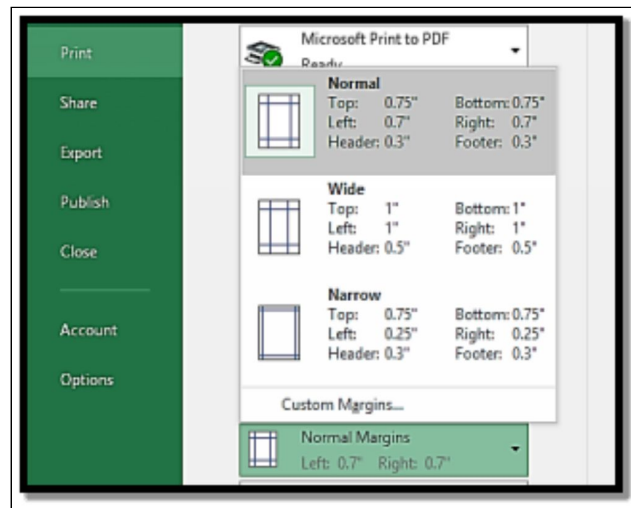 Print
Share
Export
Publish
Close
Account
Options
Microsoft Print to PDF
Ready
Normal
Top: 0.75" Bottom: 0.75"
Left: 0.7" Right: 0.7"
Header: 0.3" Footer: 0.3"
Wide
Top: 1" Bottom: 1"
Left: 1" Right: 1"
Header: 0.5" Footer: 0.5"
Narrow
Top: 0.75" Bottom: 0.75"
Left: 0.25" Right: 0.25"
Header: 0.3" Footer: 0.3"
Custom Margins...
Normal Margins
Left: 0.7" Right: 0.7"